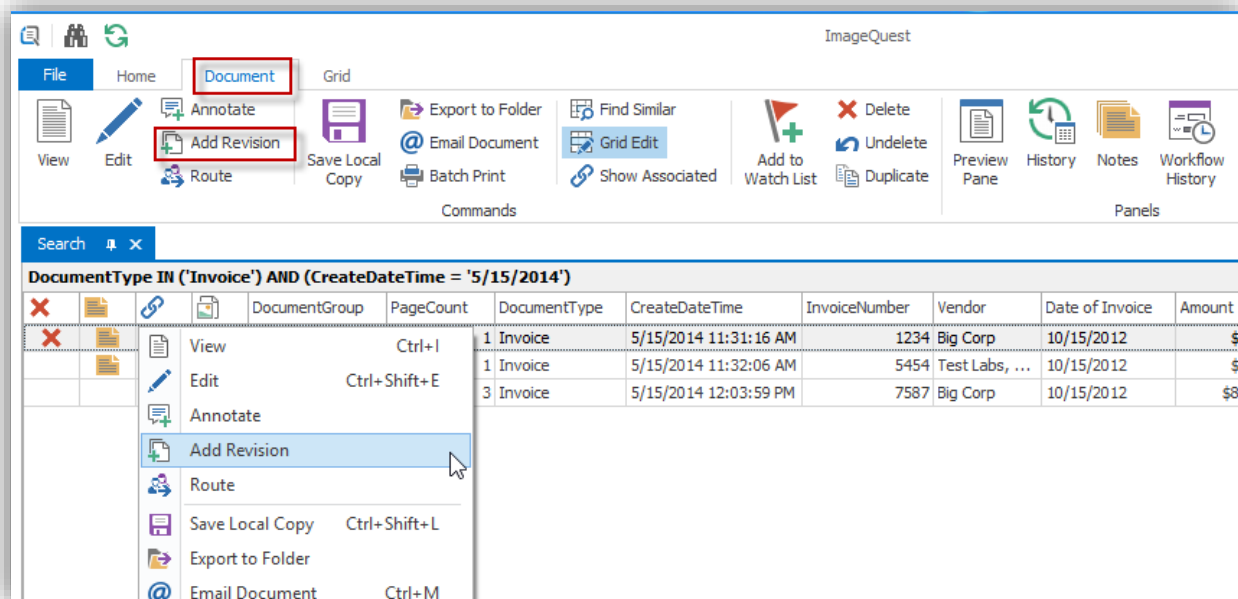 ImageQuest
File Home Document Grid
View
Edit
Annotate
Add Revision
Route
Save Local
Copy
Export to Folder
Email Document
Batch Print
Find Similar
Grid Edit
Show Associated
Add to
Watch List
Delete
Undelete
Duplicate
Preview
Pane
History
Notes
Workflow
History
Commands
Panels
Search
DocumentType IN ('Invoice') AND (CreateDateTime = '5/15/2014')
DocumentGroup PageCount DocumentType CreateDateTime InvoiceNumber Vendor Date of Invoice Amount
1 Invoice 5/15/2014 11:31:16 AM 1234 Big Corp 10/15/2012 $
1 Invoice 5/15/2014 11:32:06 AM 5454 Test Labs, ... 10/15/2012 $
3 Invoice 5/15/2014 12:03:59 PM 7587 Big Corp 10/15/2012 $8
View Ctrl+I
Edit Ctrl+Shift+E
Annotate
Add Revision
Route
Save Local Copy Ctrl+Shift+L
Export to Folder
Email Document Ctrl+M